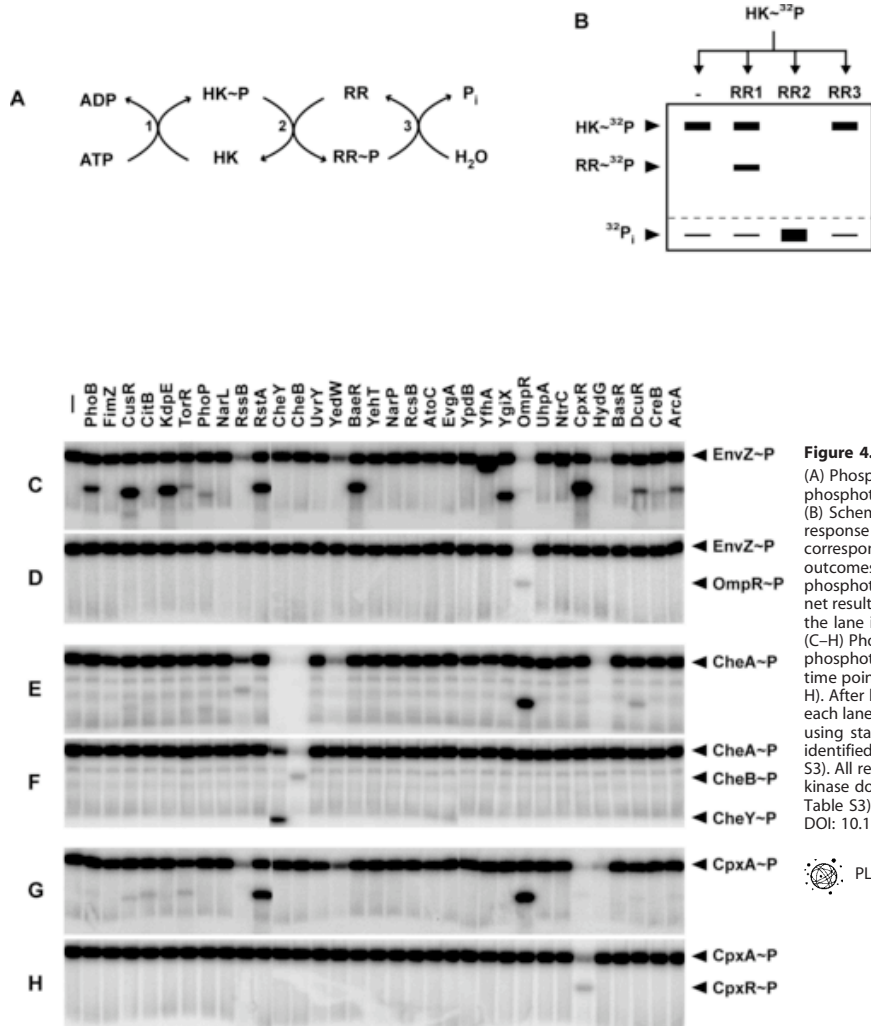 A
ADP HK~P RR Pi
1 2 3
ATP HK RR~P H2O
B
HK~32P
- RR1 RR2 RR3
HK~32P
RR~32P
32Pi
— PhoB FimZ CusR CitB KdpE TorR PhoP NarL RssB RstA CheY CheB UvrY YedW BaeR YehT NarP RcsB AtoC EvgA YpdB YfhA YgiX OmpR UhpA NtrC CpxR HydG BasR DcuR CreB ArcA
C
EnvZ~P
D
EnvZ~P
OmpR~P
E
CheA~P
F
CheA~P
CheB~P
CheY~P
G
CpxA~P
H
CpxA~P
CpxR~P
Figure 4.
(A) Phosp
phosphot
(B) Schem
response
correspon
outcomes
phosphot
net result
the lane i
(C–H) Pho
phosphot
time poin
H). After l
each lane
using sta
identified
S3). All re
kinase do
Table S3)
DOI: 10.1
PL